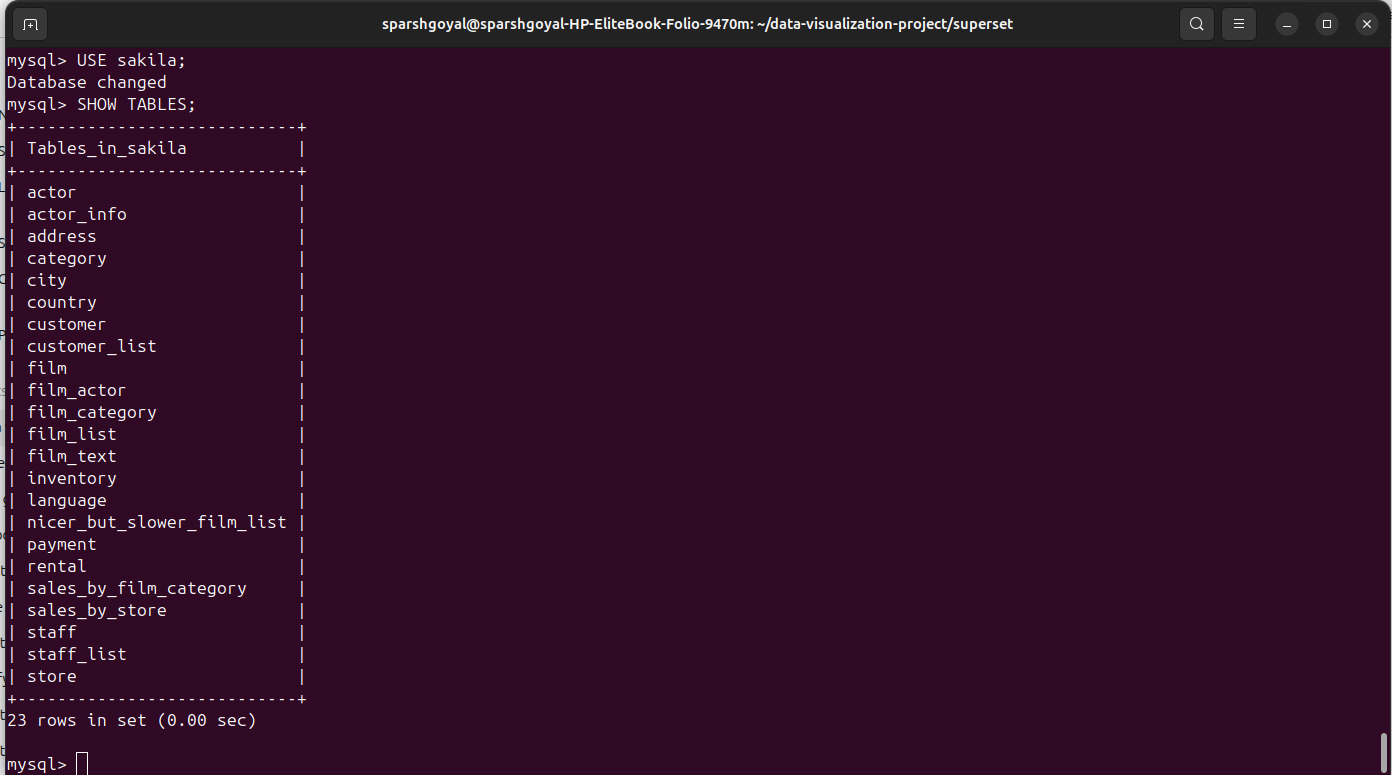 sparshgoyal@sparshgoyal-HP-EliteBook-Folio-9470m: ~/data-visualization-project/superset
mysql> USE sakila;
Database changed
mysql> SHOW TABLES;
+----------------------------+
| Tables_in_sakila           |
+----------------------------+
| actor                      |
| actor_info                 |
| address                    |
| category                   |
| city                       |
| country                    |
| customer                   |
| customer_list              |
| film                       |
| film_actor                 |
| film_category              |
| film_list                  |
| film_text                  |
| inventory                  |
| language                   |
| nicer_but_slower_film_list |
| payment                    |
| rental                     |
| sales_by_film_category     |
| sales_by_store             |
| staff                      |
| staff_list                 |
| store                      |
+----------------------------+
23 rows in set (0.00 sec)
mysql>